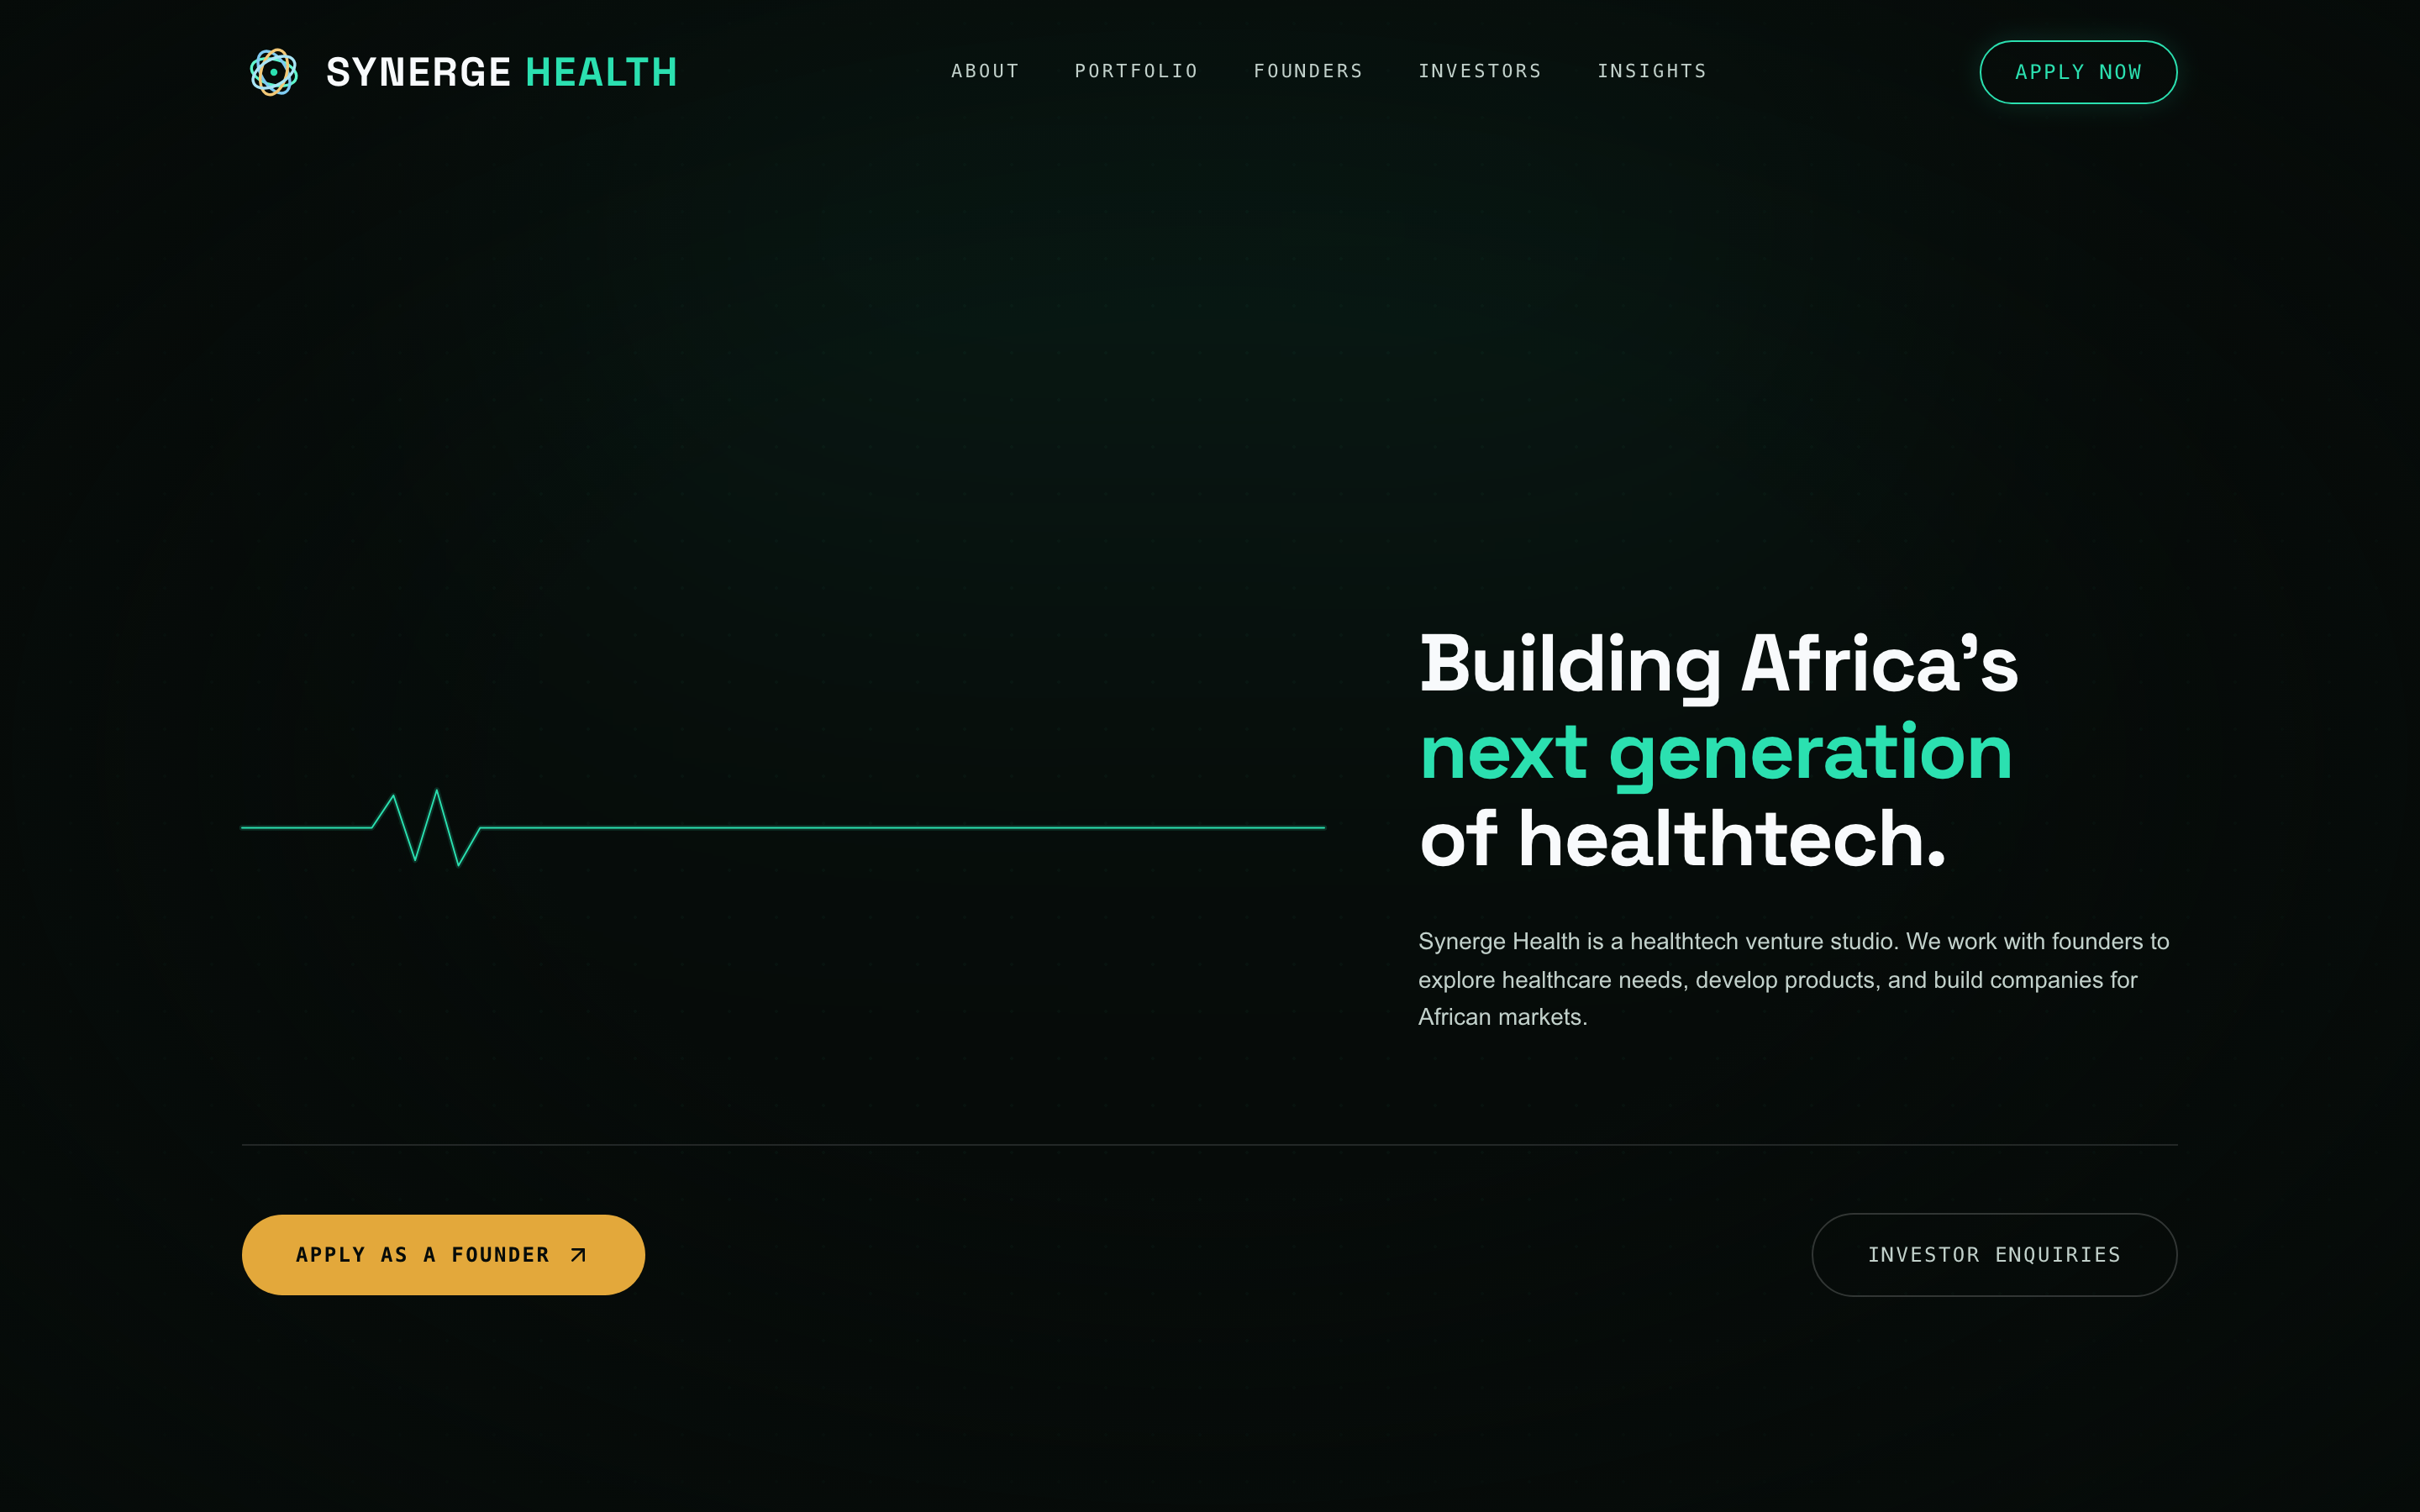 SYNERGE HEALTH
ABOUT PORTFOLIO FOUNDERS INVESTORS INSIGHTS
APPLY NOW
Building Africa’s
next generation
of healthtech.
Synerge Health is a healthtech venture studio. We work with founders to
explore healthcare needs, develop products, and build companies for
African markets.
APPLY AS A FOUNDER
INVESTOR ENQUIRIES